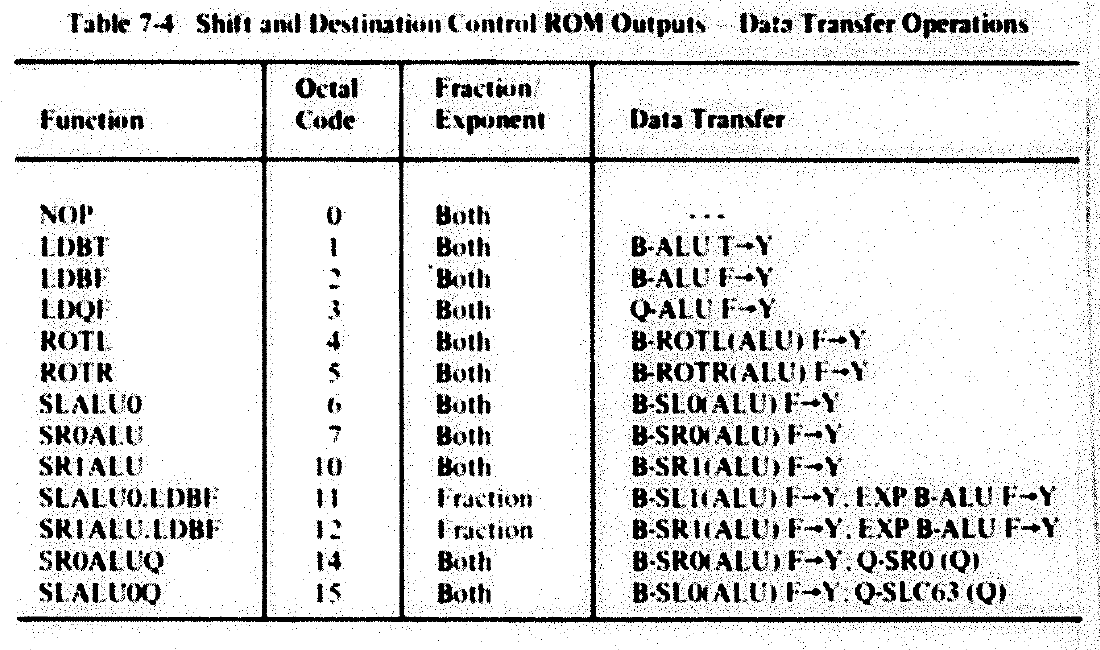 Table 7-4 Shift and Destination Control ROM Outputs Data Transfer Operations
Function Octal Code Fraction/ Exponent Data Transfer
NOP 0 Both ---
LDBT 1 Both B-ALU T→Y
LDBF 2 Both B-ALU F→Y
LDQF 3 Both Q-ALU F→Y
ROTL 4 Both B-ROTL(ALU) F→Y
ROTR 5 Both B-ROTR(ALU) F→Y
SLALU0 6 Both B-SL0(ALU) F→Y
SR0ALU 7 Both B-SR0(ALU) F→Y
SR1ALU 10 Both B-SR1(ALU) F→Y
SLALU0.LDBF 11 Fraction B-SL1(ALU) F→Y, EXP B-ALU F→Y
SR1ALU.LDBF 12 Fraction B-SR1(ALU) F→Y, EXP B-ALU F→Y
SR0ALUQ 14 Both B-SR0(ALU) F→Y, Q-SR0 (Q)
SLALU0Q 15 Both B-SL0(ALU) F→Y, Q-SLC63 (Q)